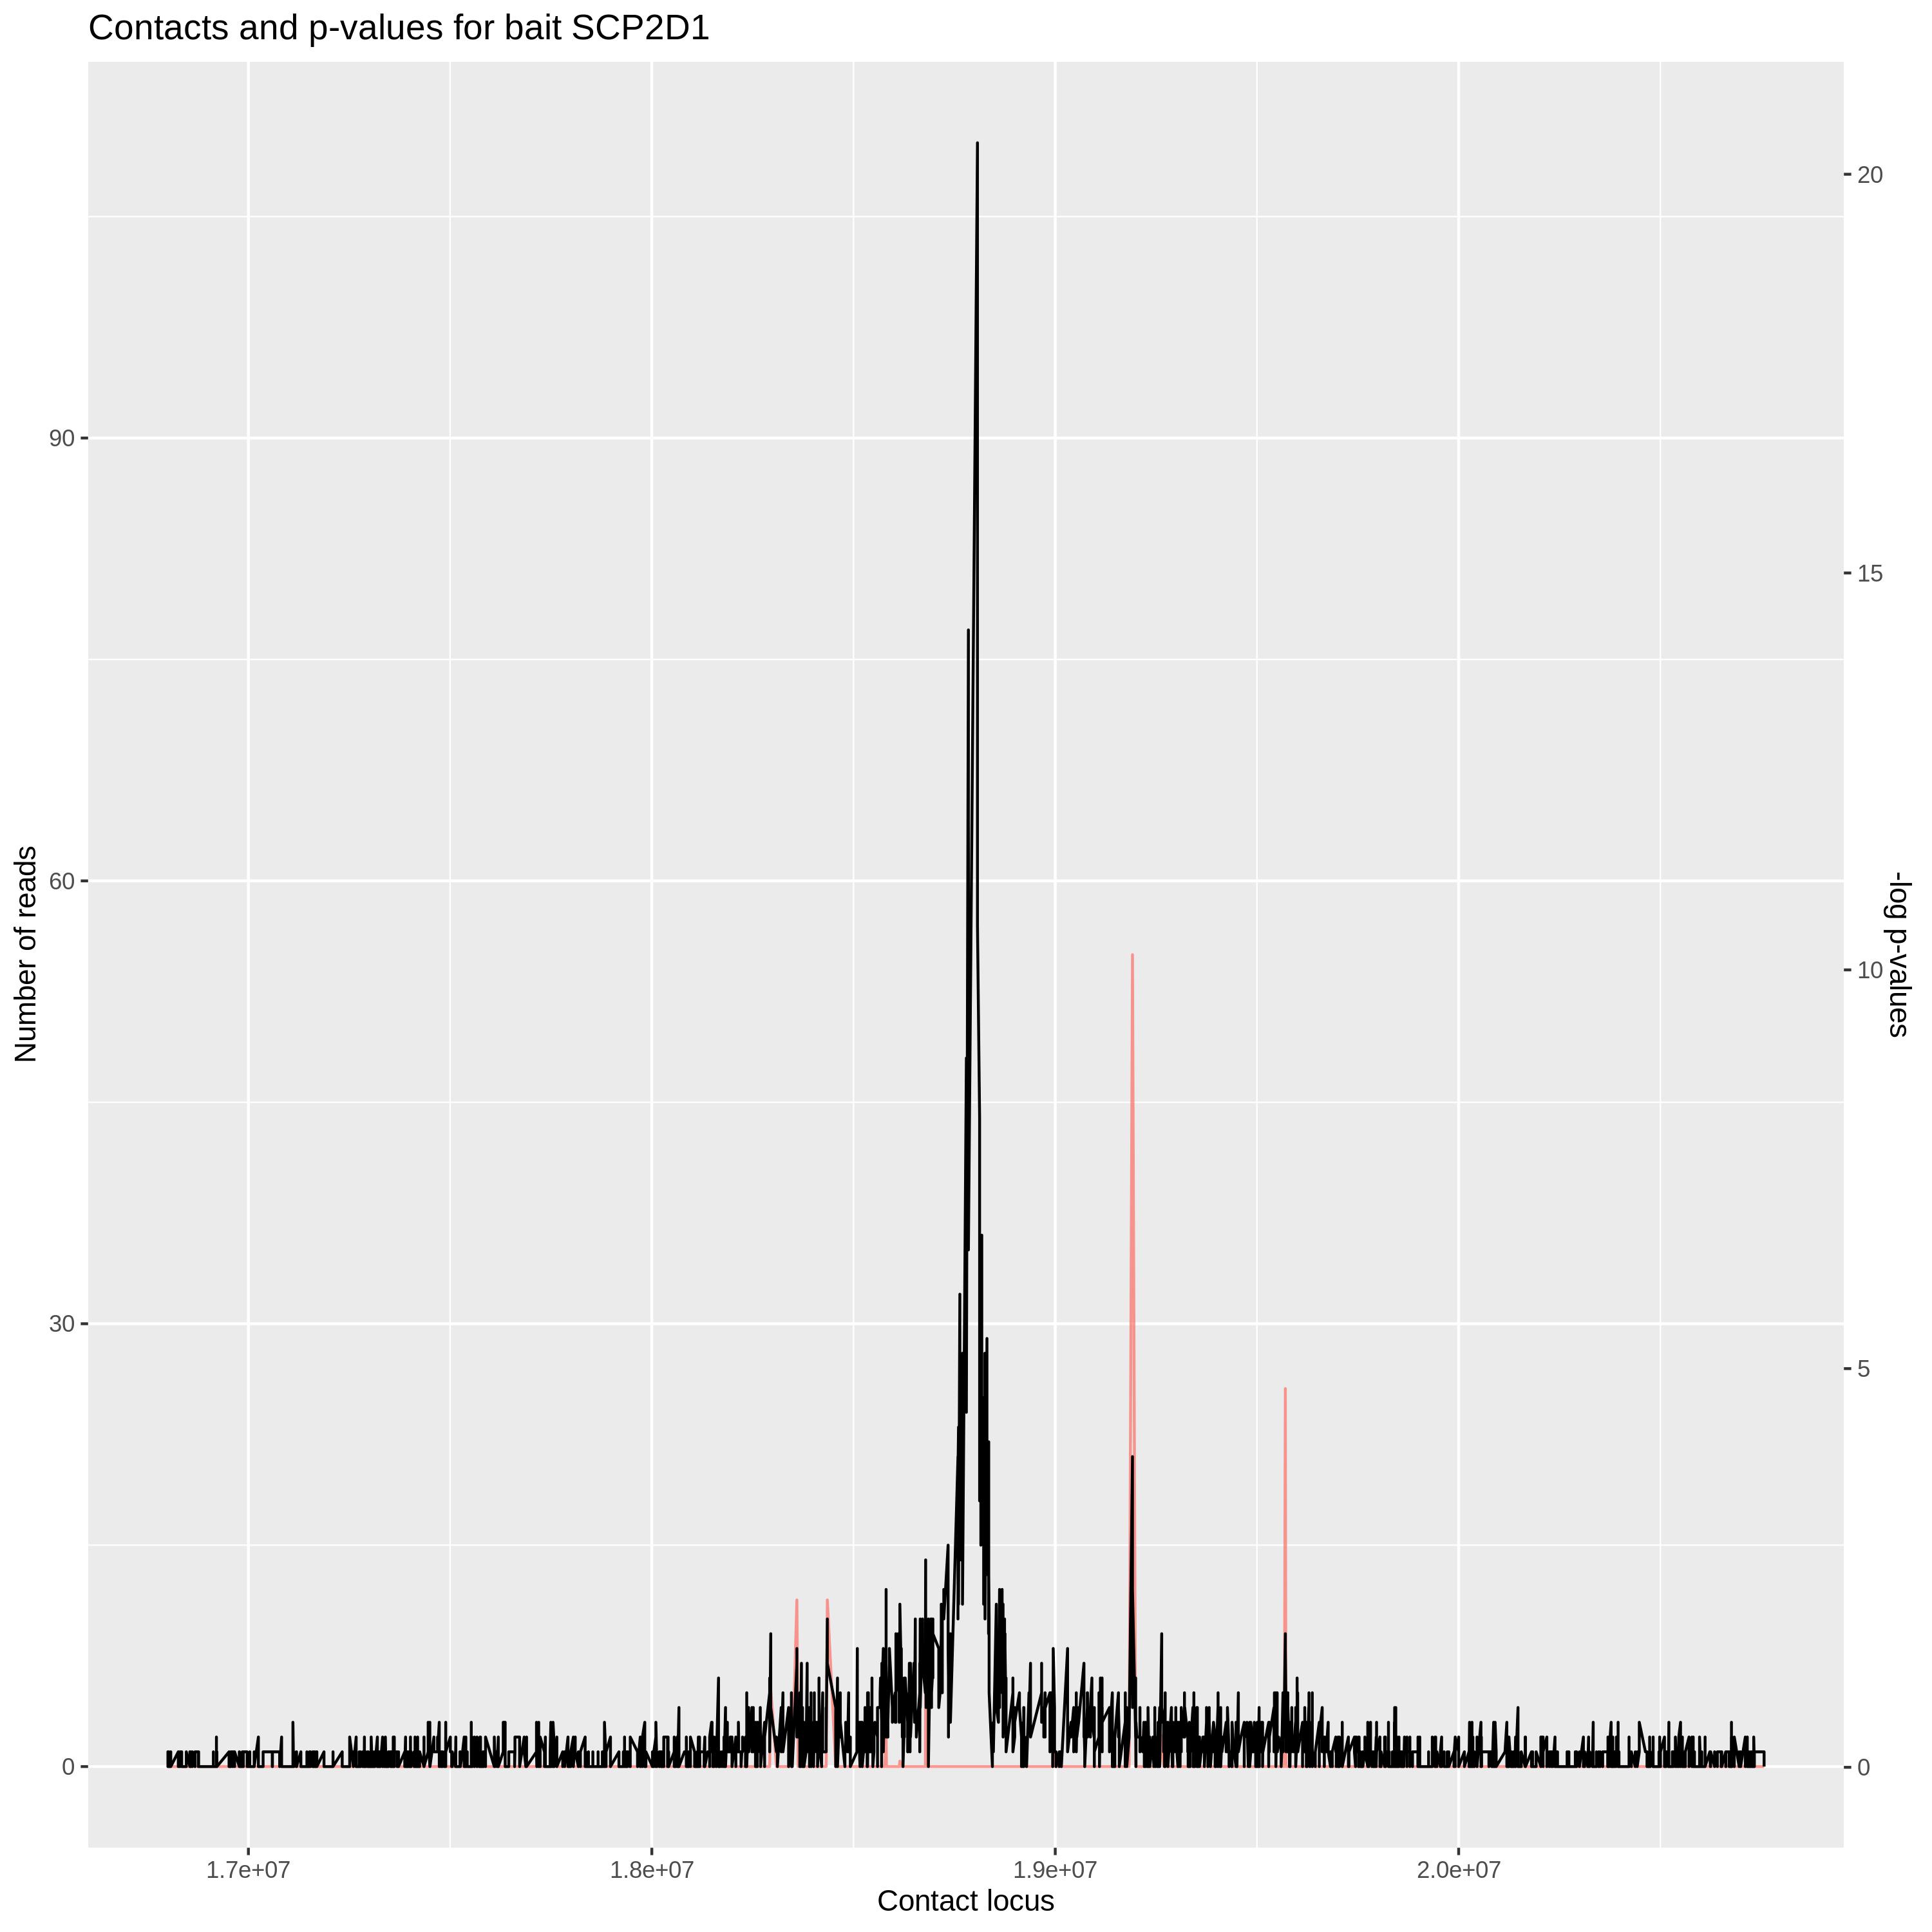 Contacts and p-values for bait SCP2D1
Number of reads
90
60
30
0
20
15
10
5
0
-log p-values
1.7e+07 1.8e+07 1.9e+07 2.0e+07
Contact locus